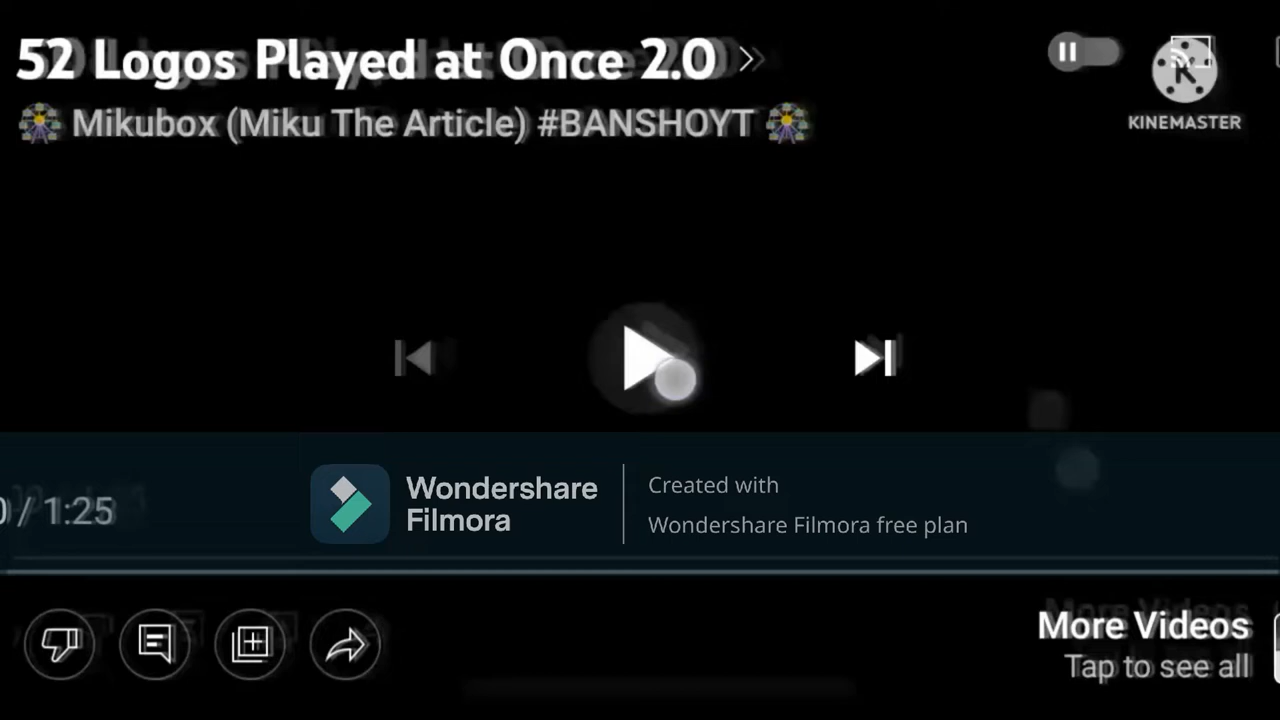 52 Logos Played at Once 2.0
Mikubox (Miku The Article) #BANSHOYT
KINEMASTER
Wondershare
Filmora
Created with
Wondershare Filmora free plan
/ 1:25
More Videos
Tap to see all